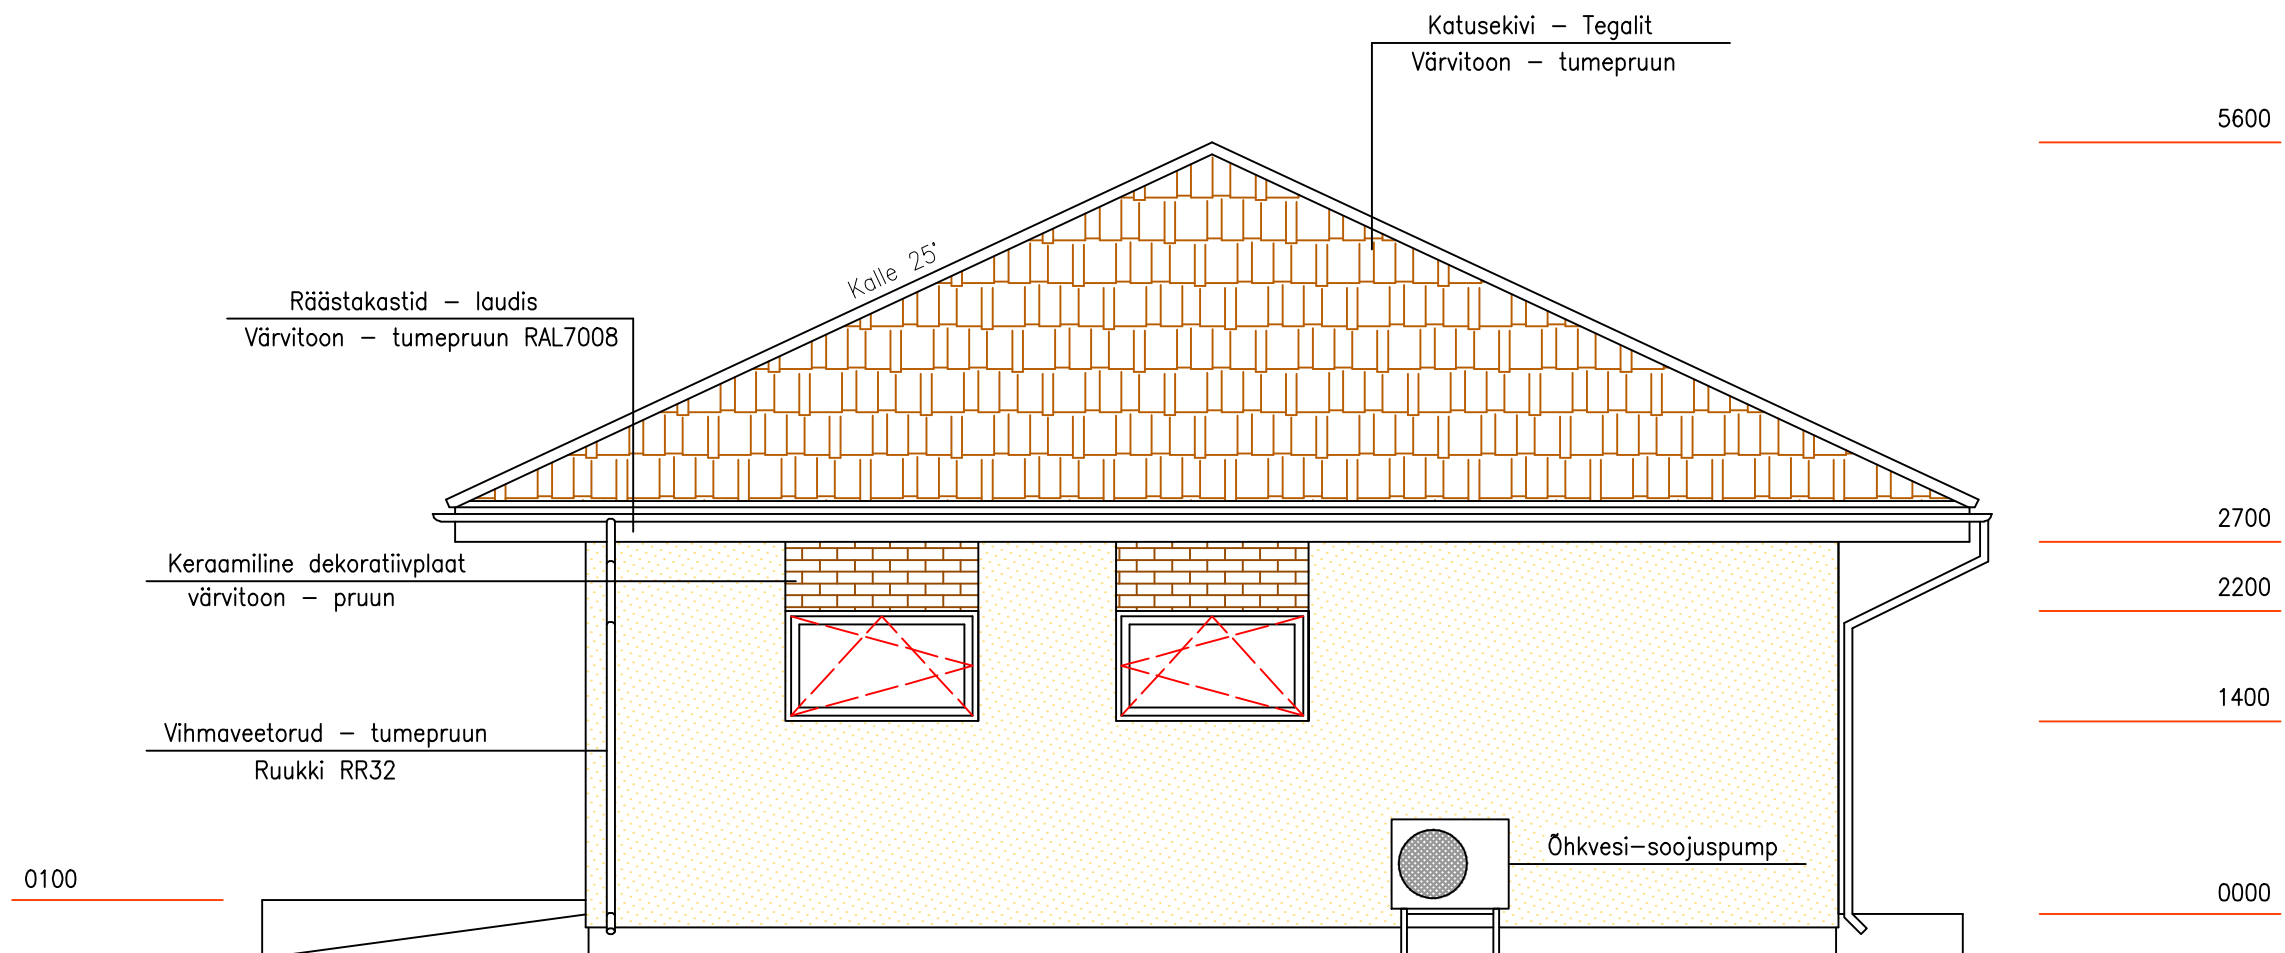 Katusekivi – Tegalit
Värvitoon – tumepruun
5600
Kalle 25°
Räästakastid – laudis
Värvitoon – tumepruun RAL7008
2700
Keraamiline dekoratiivplaat
värvitoon – pruun
2200
1400
Vihmaveetorud – tumepruun
Ruukki RR32
Õhkvesi–soojuspump
0100
0000